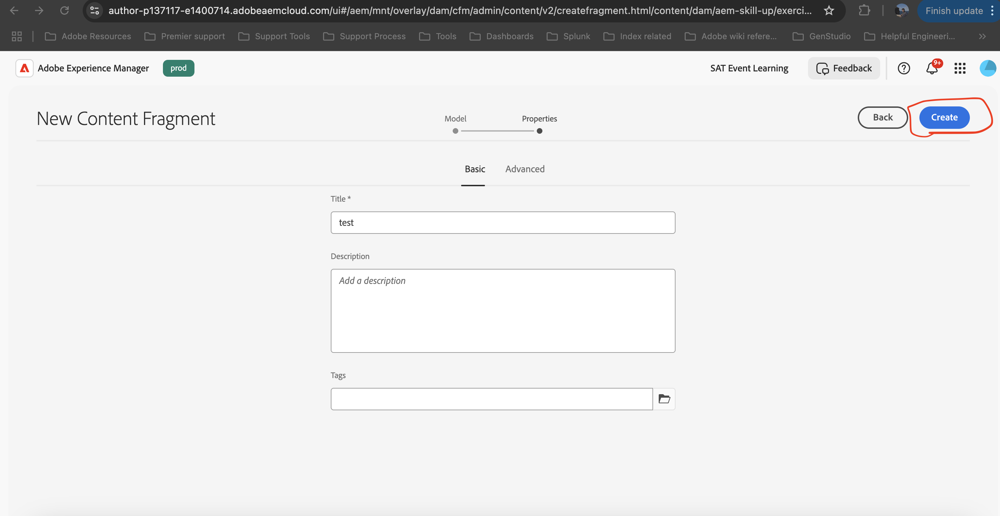 author-p137117-e1400714.adobeaemcloud.com/ui#/aem/mnt/overlay/dam/cfm/admin/content/v2/createfragment.html/content/dam/aem-skill-up/exerci...
Finish update
Adobe Resources
Premier support
Support Tools
Support Process
Tools
Dashboards
Splunk
Index related
Adobe wiki refere...
GenStudio
Helpful Engineeri...
Adobe Experience Manager
prod
SAT Event Learning
Feedback
9+
New Content Fragment
Model
Properties
Back
Create
Basic
Advanced
Title *
test
Description
Add a description
Tags